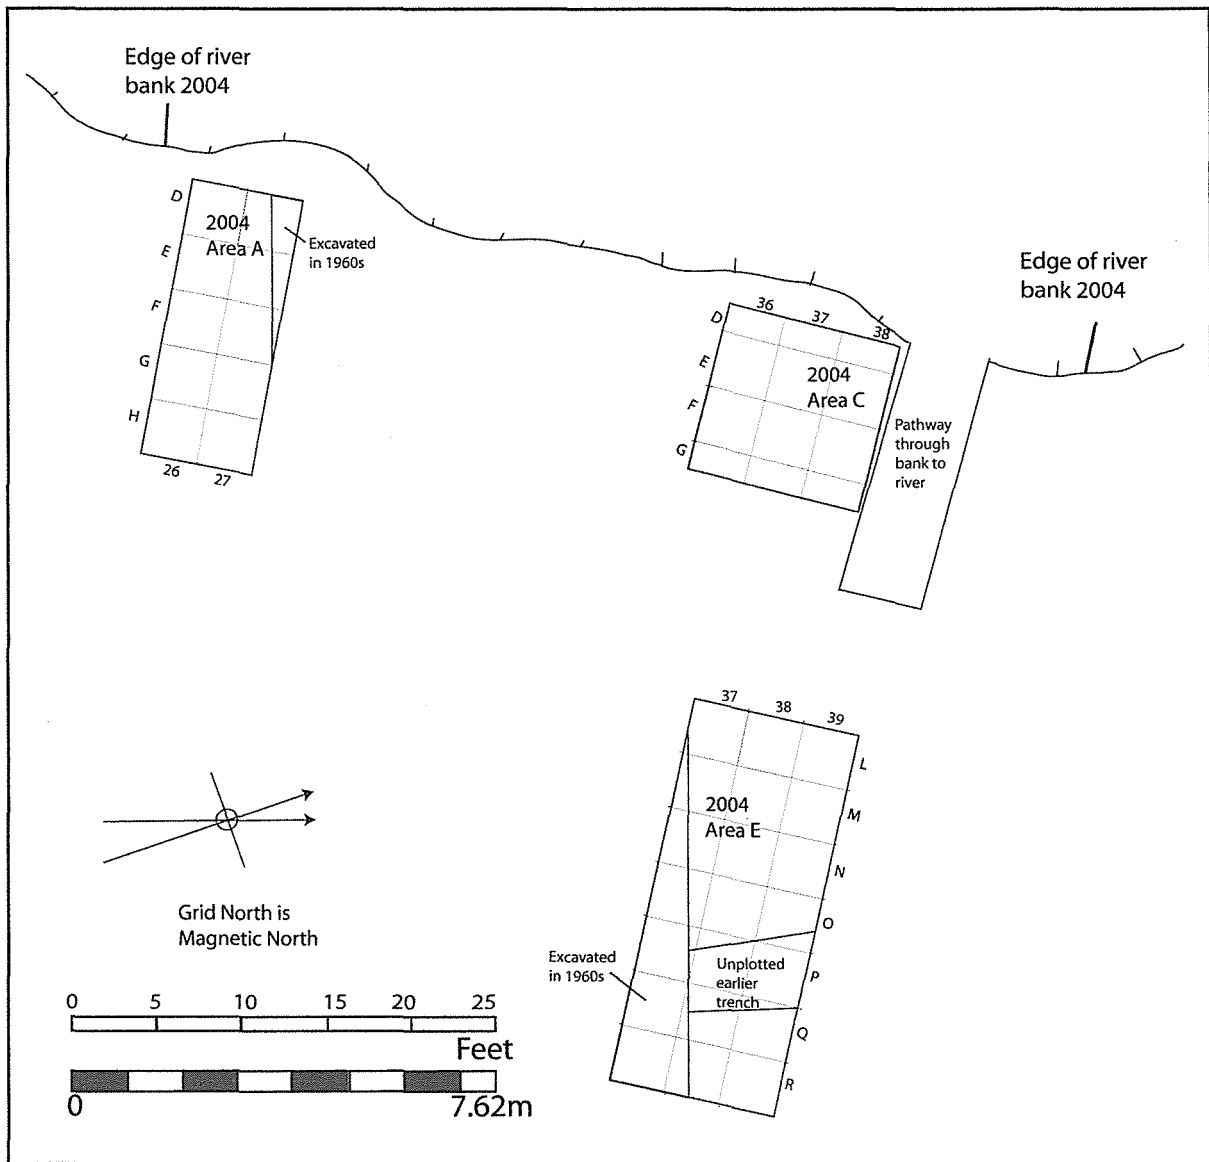 Edge of river
bank 2004
D
E
F
G
H
2004
Area A
Excavated
in 1960s
26
27
36
37
38
D
E
F
G
2004
Area C
Edge of river
bank 2004
Pathway
through
bank to
river
37
38
39
L
M
N
O
P
Q
R
2004
Area E
Unplotted
earlier
trench
Excavated
in 1960s
Grid North is
Magnetic North
0 5 10 15 20 25
Feet
0 7.62m